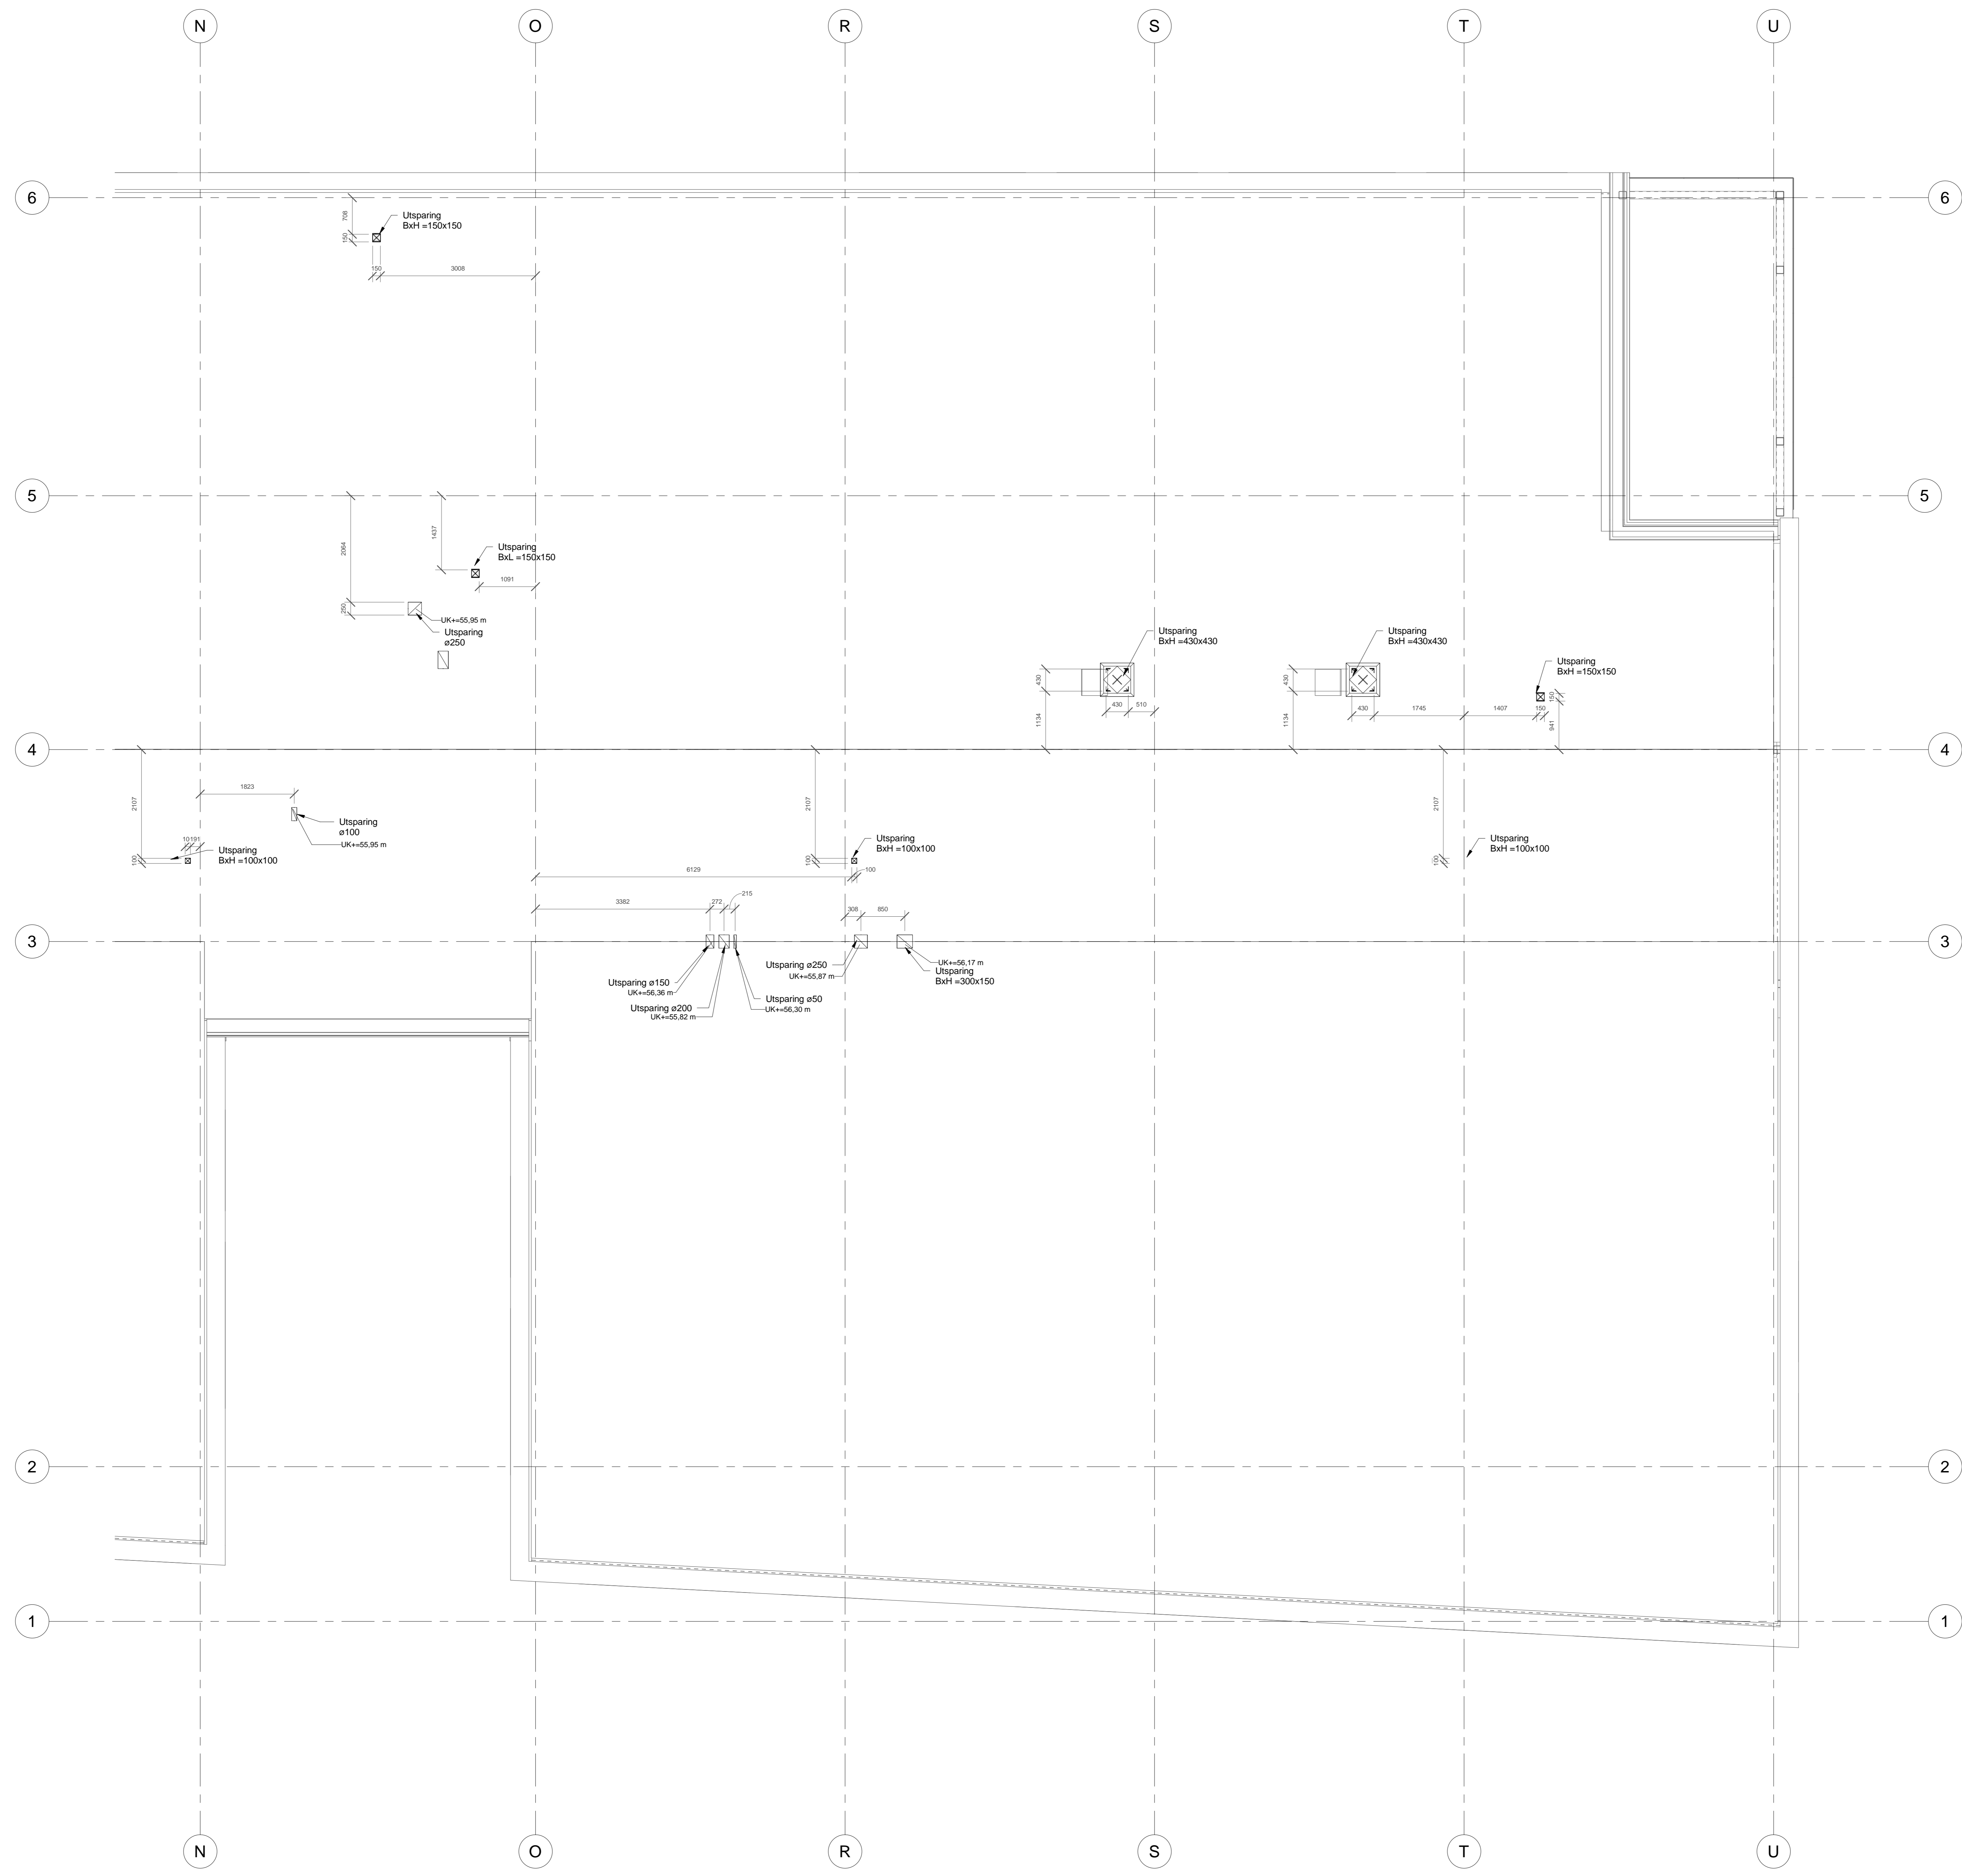 N O R S T U
6 6
708
150
Utsparing
BxH =150x150
150 3008
5 5
2064
1437
Utsparing
BxL =150x150
1091
250
UK+=55,95 m
Utsparing
ø250
Utsparing
BxH =430x430
430
1134
430 510
Utsparing
BxH =430x430
430
1134
430 1745 1407 150
Utsparing
BxH =150x150
150
941
4 4
2107
100
1823
Utsparing
ø100
UK+=55,95 m
10191
Utsparing
BxH =100x100
2107
100
Utsparing
BxH =100x100
6129 100
2107
100
Utsparing
BxH =100x100
3382 272 215
308 850
3 3
Utsparing ø150
UK+=56,36 m
Utsparing ø200
UK+=55,82 m
Utsparing ø50
UK+=56,30 m
Utsparing ø250
UK+=55,87 m
UK+=56,17 m
Utsparing
BxH =300x150
2 2
1 1
N O R S T U